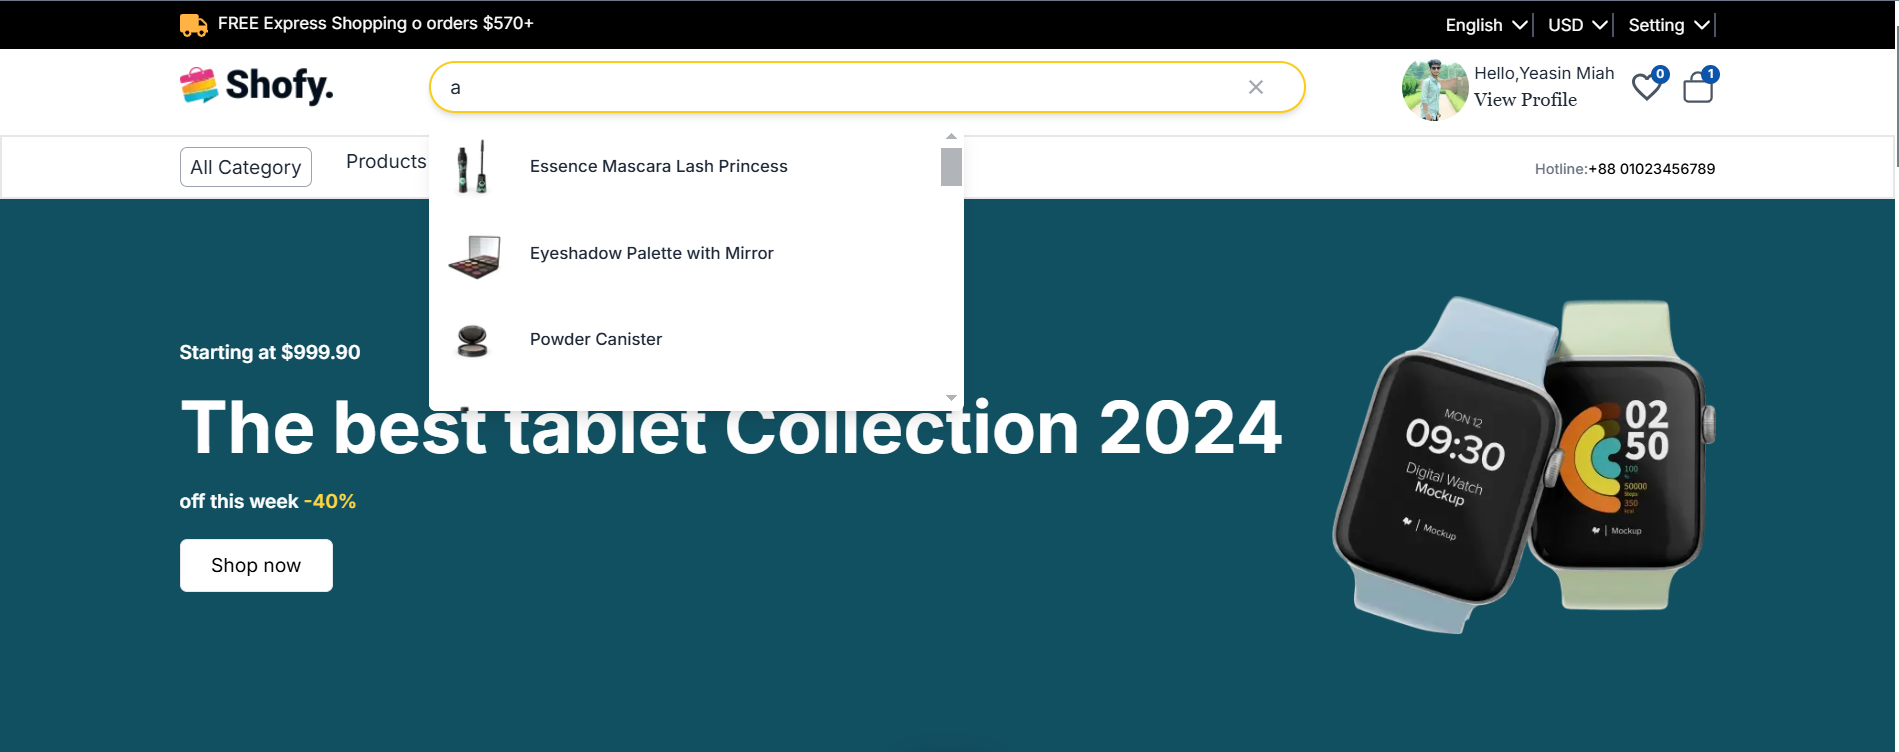 FREE Express Shopping o orders $570+
English USD Setting
Shofy.
a
Hello,Yeasin Miah
View Profile
0
1
All Category
Products
Hotline:+88 01023456789
Essence Mascara Lash Princess
Eyeshadow Palette with Mirror
Powder Canister
Starting at $999.90
The best tablet Collection 2024
off this week -40%
Shop now
MON 12
09:30
Digital Watch
Mockup
Mockup
02
50
100
%
50000
Steps
350
kcal
Mockup